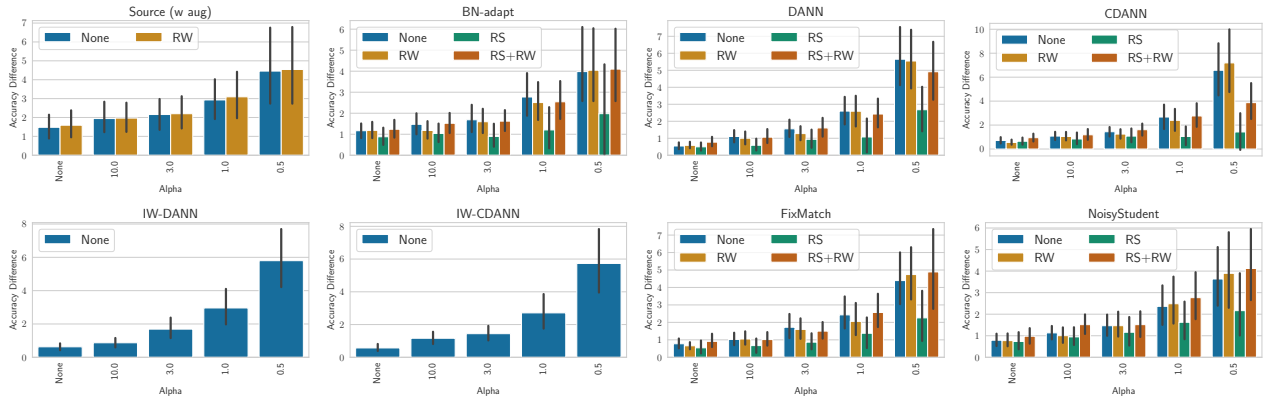 Source (w aug)
Accuracy Difference
7
6
5
4
3
2
1
0
None
RW
None
10.0
3.0
1.0
0.5
Alpha
BN-adapt
Accuracy Difference
6
5
4
3
2
1
0
None
RS
RW
RS+RW
None
10.0
3.0
1.0
0.5
Alpha
DANN
Accuracy Difference
7
6
5
4
3
2
1
0
None
RS
RW
RS+RW
None
10.0
3.0
1.0
0.5
Alpha
CDANN
Accuracy Difference
10
8
6
4
2
0
None
RS
RW
RS+RW
None
10.0
3.0
1.0
0.5
Alpha
IW-DANN
Accuracy Difference
8
6
4
2
0
None
None
10.0
3.0
1.0
0.5
Alpha
IW-CDANN
Accuracy Difference
8
6
4
2
0
None
None
10.0
3.0
1.0
0.5
Alpha
FixMatch
Accuracy Difference
7
6
5
4
3
2
1
0
None
RS
RW
RS+RW
None
10.0
3.0
1.0
0.5
Alpha
NoisyStudent
Accuracy Difference
6
5
4
3
2
1
0
None
RS
RW
RS+RW
None
10.0
3.0
1.0
0.5
Alpha